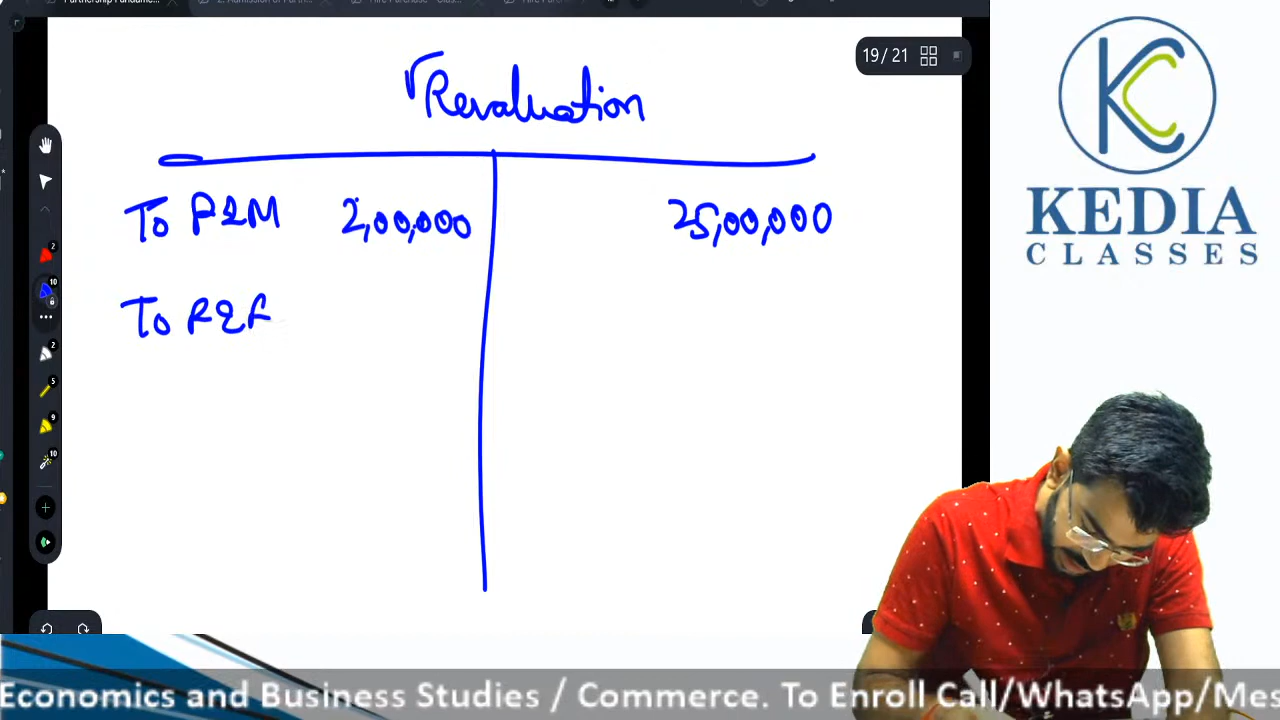 19/21
Revaluation
To P&M 2,00,000 25,00,000
To F&F
KEDIA
CLASSES
Economics and Business Studies / Commerce. To Enroll Call/WhatsApp/Mes